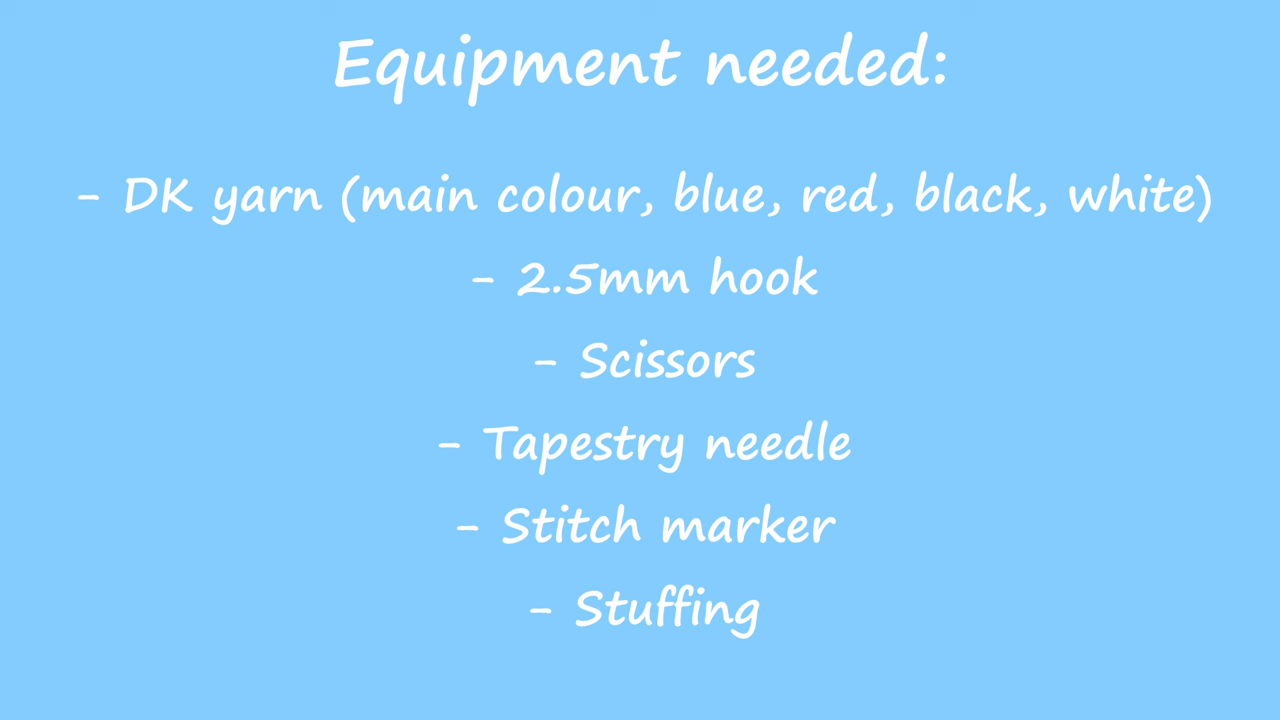 Equipment needed:
- DK yarn (main colour, blue, red, black, white)
- 2.5mm hook
- Scissors
- Tapestry needle
- Stitch marker
- Stuffing